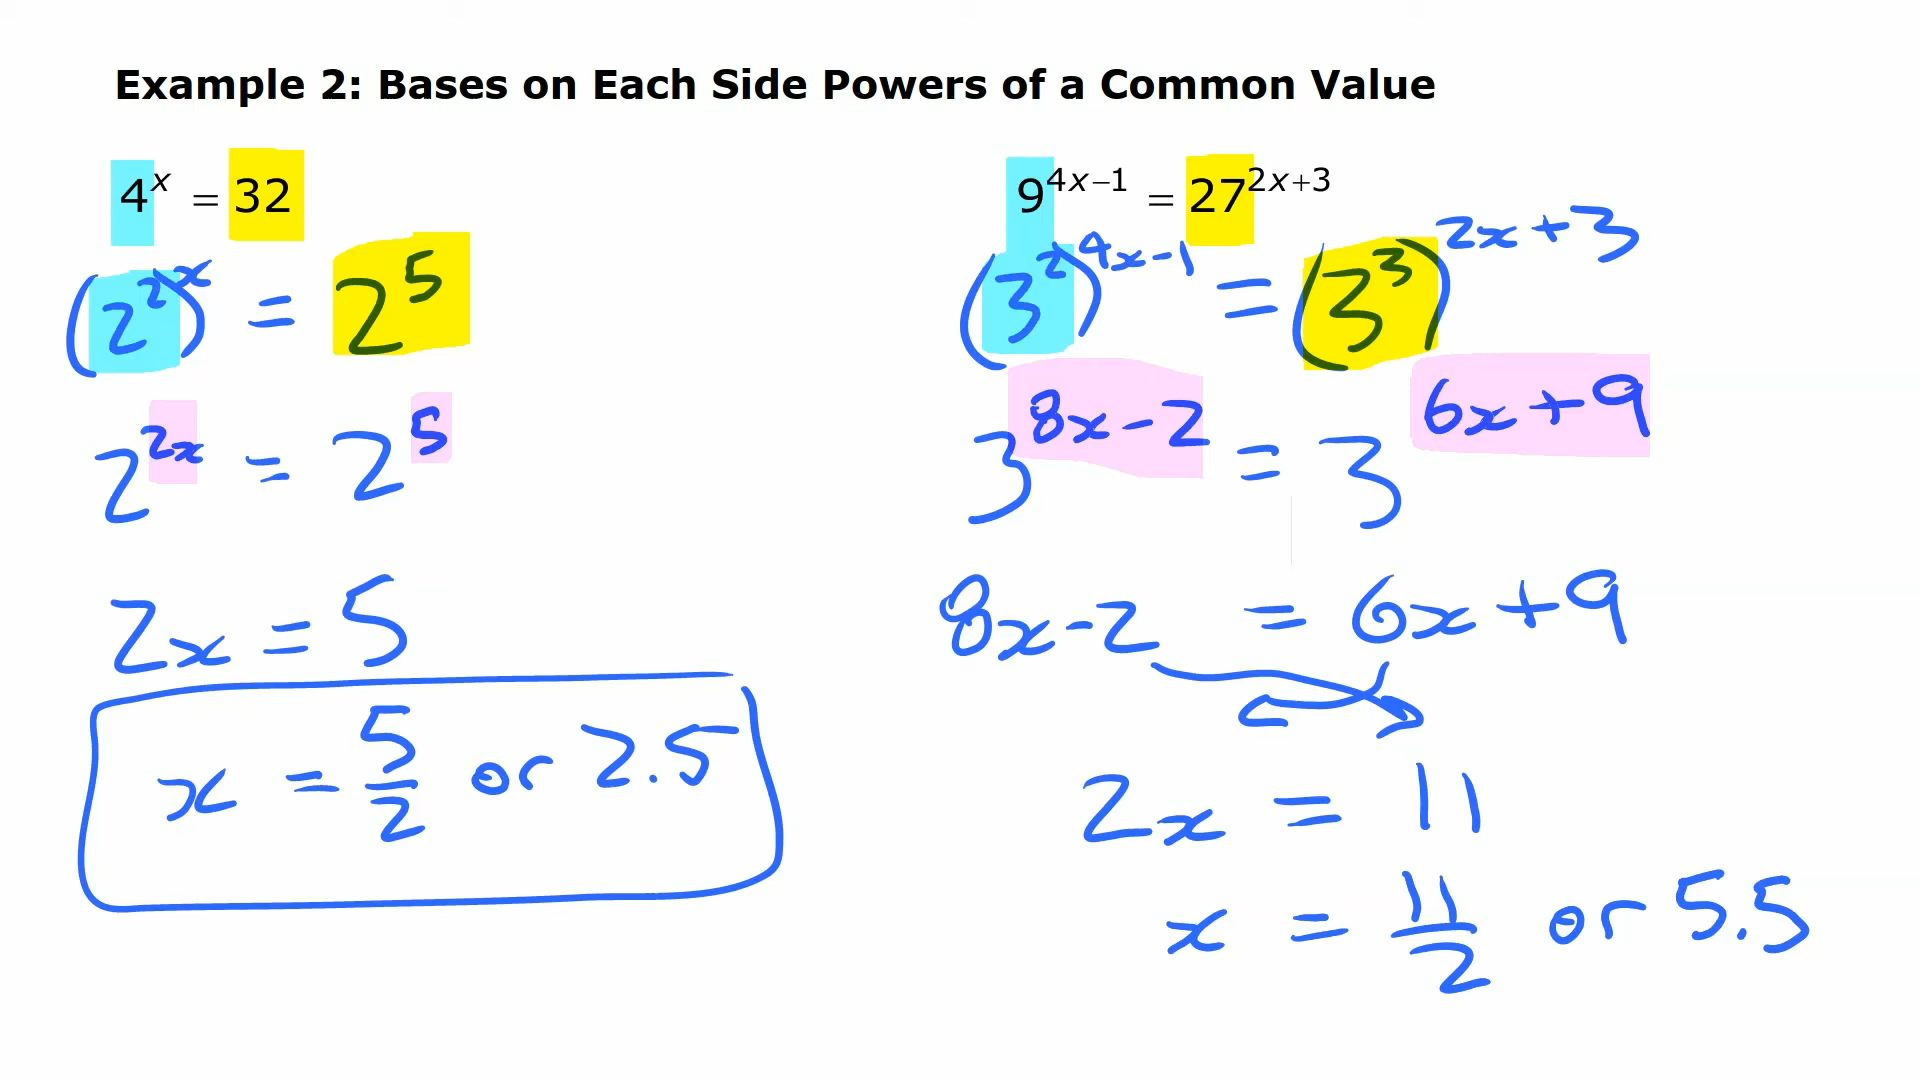 Example 2: Bases on Each Side Powers of a Common Value
4^x = 32
(2^2)^x = 2^5
2^2x = 2^5
2x = 5
x = 5/2 or 2.5
9^4x−1 = 27^2x+3
(3^2)^4x-1 = (3^3)^2x+3
3^8x-2 = 3^6x+9
8x-2 = 6x+9
2x = 11
x = 11/2 or 5.5